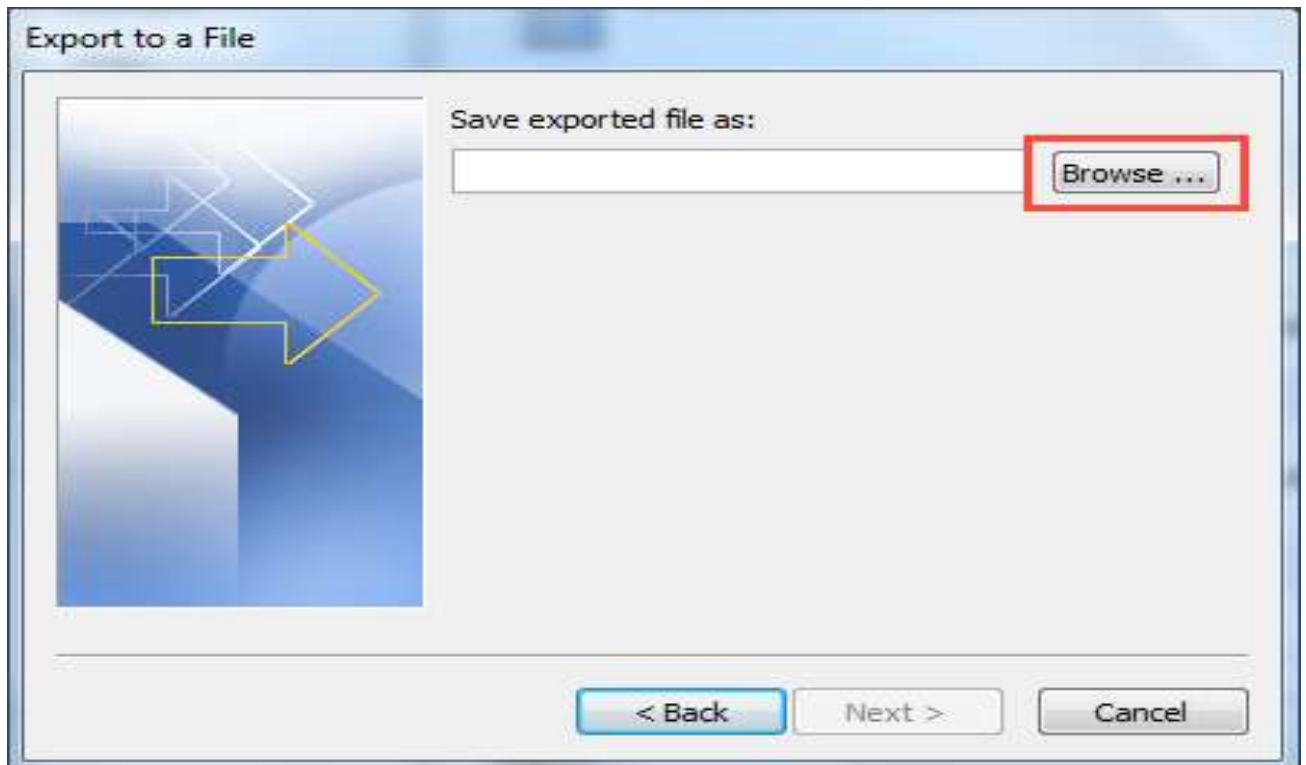 Export to a File
Save exported file as:
Browse ...
< Back
Next >
Cancel